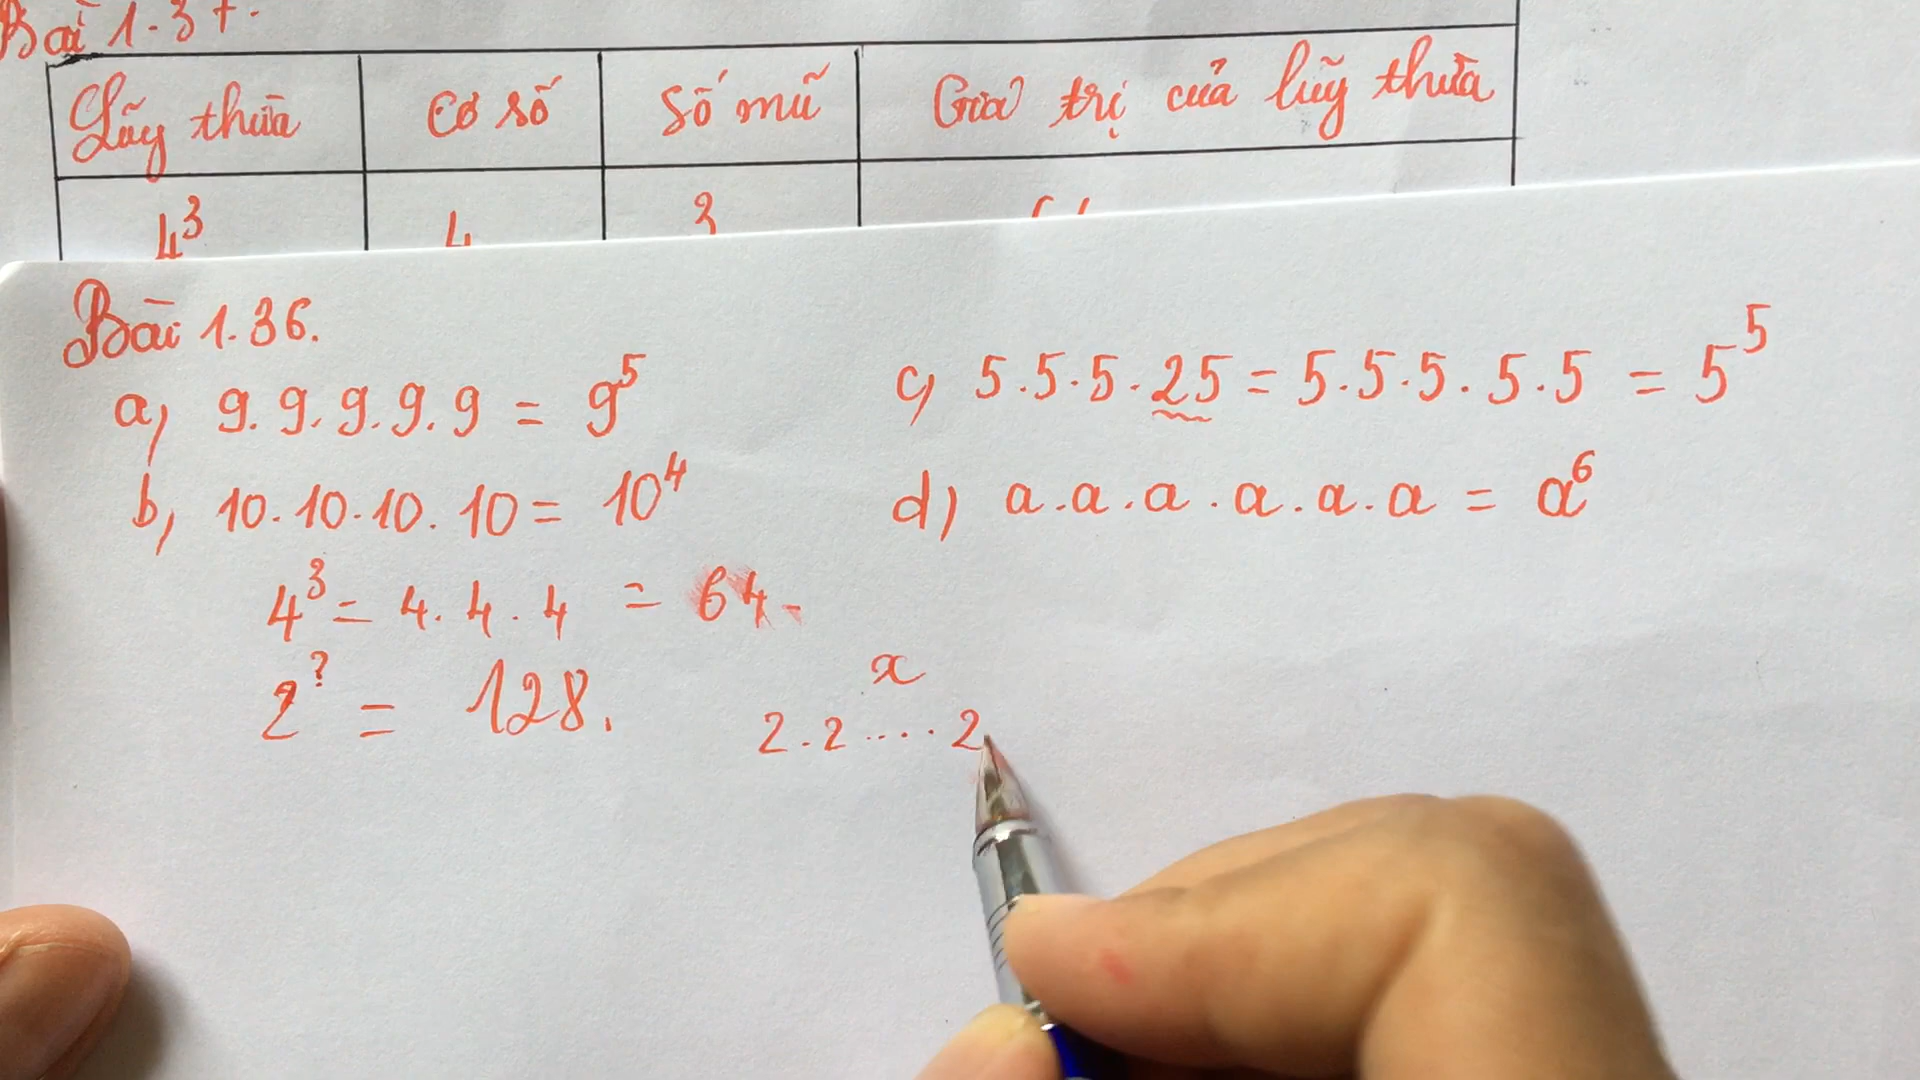 Bài 1.37.
Lũy thừa Cơ số Số mũ Giá trị của lũy thừa
4³ 4 3 64
Bài 1.36.
a, 9.9.9.9.9 = 9⁵
b, 10.10.10.10 = 10⁴
c, 5.5.5.25 = 5.5.5.5.5 = 5⁵
d) a.a.a.a.a.a = a⁶
4³ = 4.4.4 = 64.
2^? = 128.
x
2.2....2